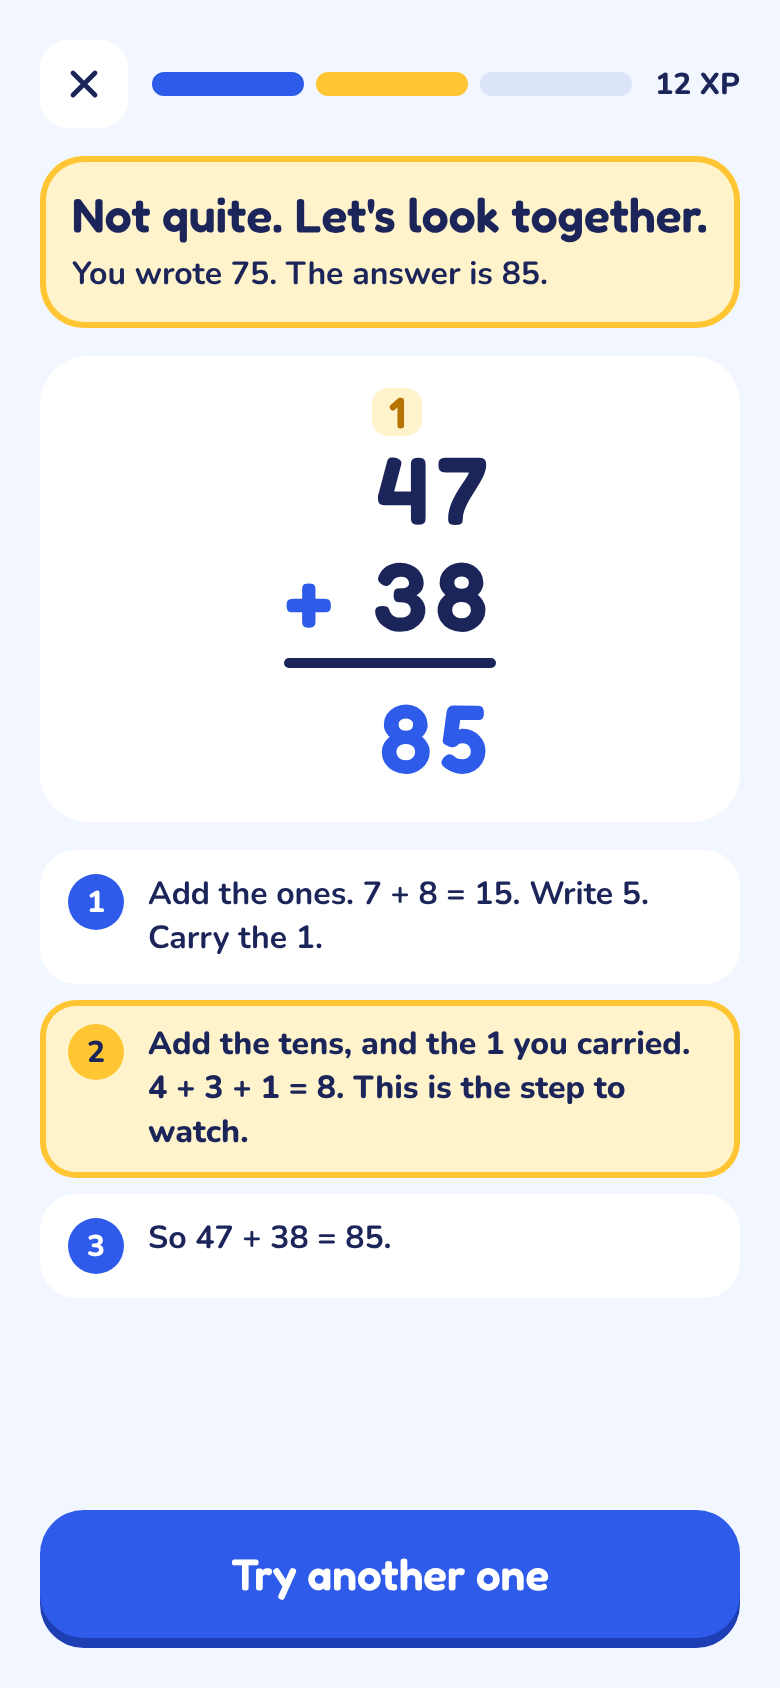 12 XP
Not quite. Let's look together.
You wrote 75. The answer is 85.
1
47
+ 38
85
1 Add the ones. 7 + 8 = 15. Write 5.
Carry the 1.
2 Add the tens, and the 1 you carried.
4 + 3 + 1 = 8. This is the step to
watch.
3 So 47 + 38 = 85.
Try another one